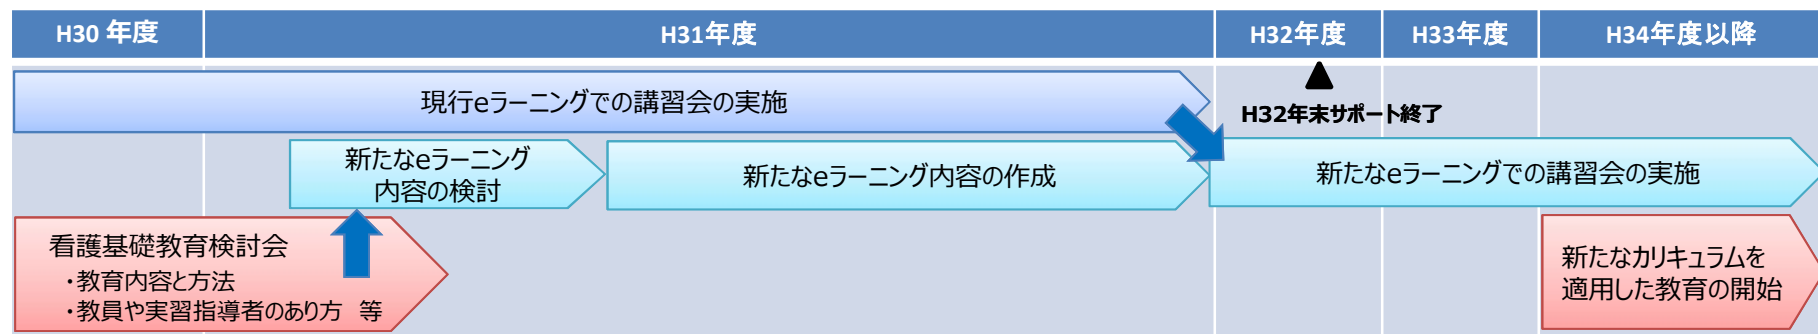 H30 年度
H31年度
H32年度
H33年度
H34年度以降
現行eラーニングでの講習会の実施
H32年末サポート終了
新たなeラーニング
内容の検討
新たなeラーニング内容の作成
新たなeラーニングでの講習会の実施
看護基礎教育検討会
・教育内容と方法
・教員や実習指導者のあり方 等
新たなカリキュラムを
適用した教育の開始